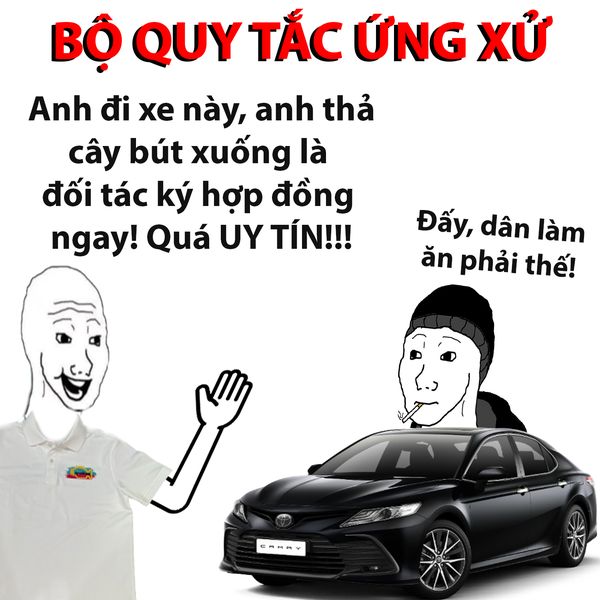 BỘ QUY TẮC ỨNG XỬ
Anh đi xe này, anh thả
cây bút xuống là
đối tác ký hợp đồng
ngay! Quá UY TÍN!!!
Đấy, dân làm
ăn phải thế!
CAMRY